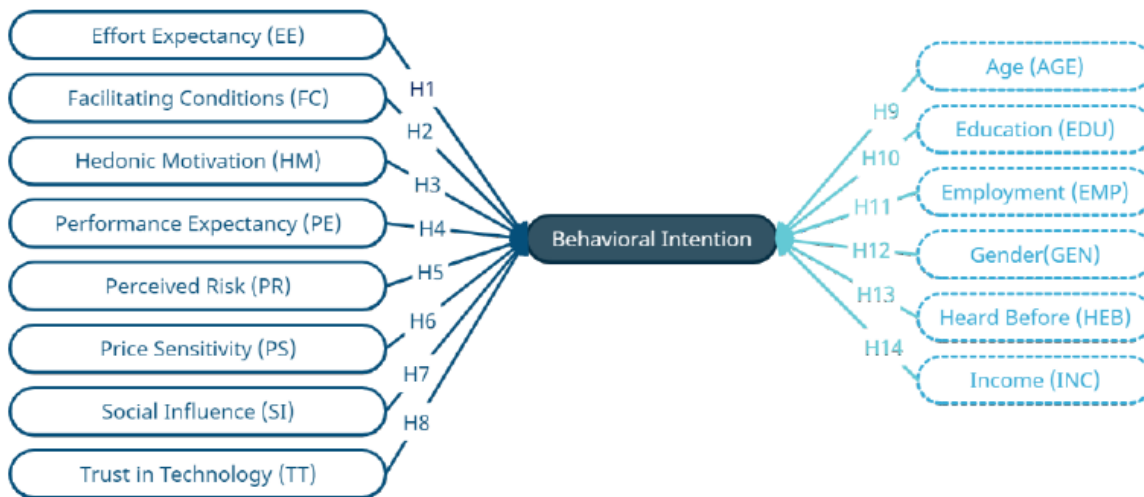 Effort Expectancy (EE)
Facilitating Conditions (FC)
Hedonic Motivation (HM)
Performance Expectancy (PE)
Perceived Risk (PR)
Price Sensitivity (PS)
Social Influence (SI)
Trust in Technology (TT)
H1
H2
H3
H4
H5
H6
H7
H8
Behavioral Intention
H9
H10
H11
H12
H13
H14
Age (AGE)
Education (EDU)
Employment (EMP)
Gender(GEN)
Heard Before (HEB)
Income (INC)